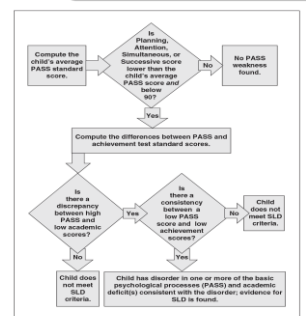 Compute the
child's average
PASS standard
score.
Is
Planning,
Attention,
Simultaneous, or
Successive score
lower than the
child's average
PASS score and
below
90?
No
No PASS
weakness
found.
Yes
Compute the differences between PASS and
achievement test standard scores.
Is
there a
discrepancy
between high
PASS and
low academic
scores?
Yes
Is
there a
consistency
between a
low PASS
score and low
achievement
scores?
No
Child
does not
meet SLD
criteria.
No
Yes
Child does
not meet
SLD
criteria.
Child has disorder in one or more of the basic
psychological processes (PASS) and academic
deficit(s) consistent with the disorder; evidence for
SLD is found.